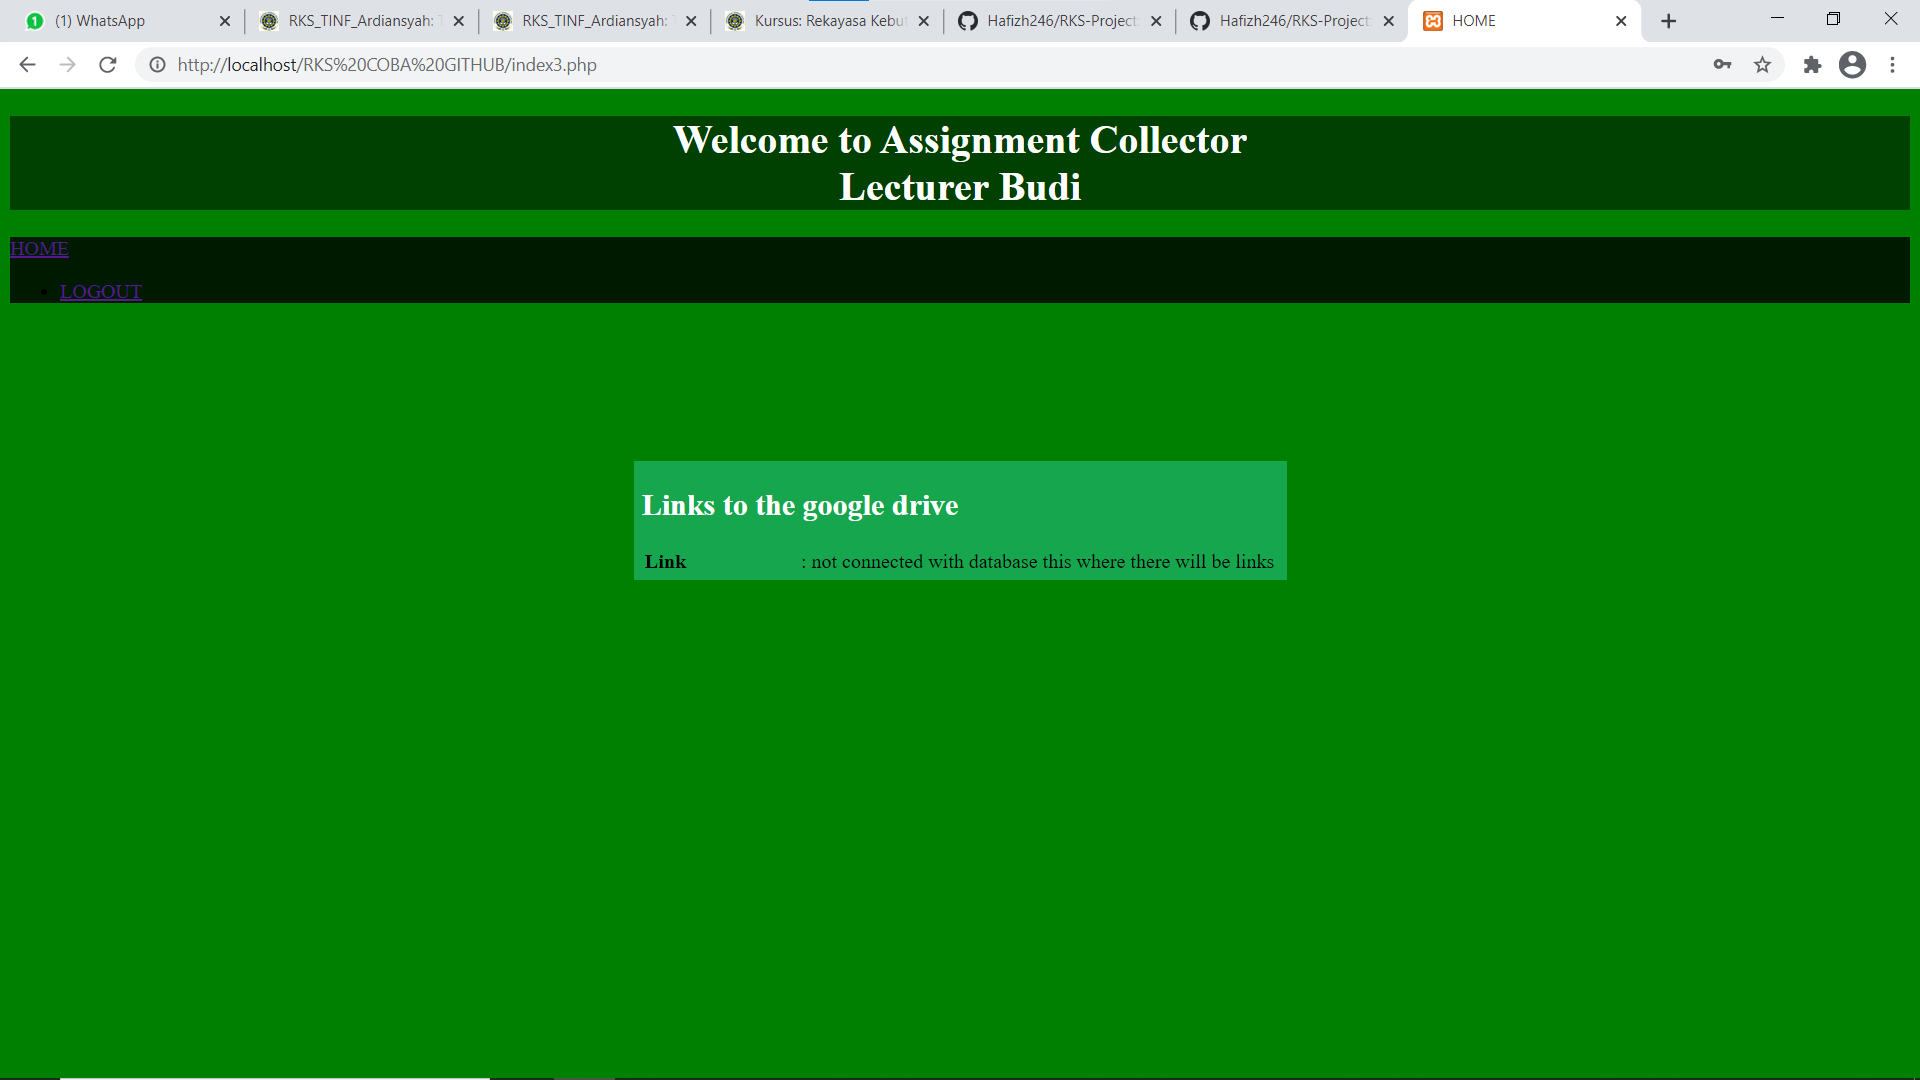 (1) WhatsApp
RKS_TINF_Ardiansyah:
RKS_TINF_Ardiansyah:
Kursus: Rekayasa Kebu
Hafizh246/RKS-Project
Hafizh246/RKS-Project
HOME
http://localhost/RKS%20COBA%20GITHUB/index3.php
Welcome to Assignment Collector
Lecturer Budi
HOME
• LOGOUT
Links to the google drive
Link : not connected with database this where there will be links